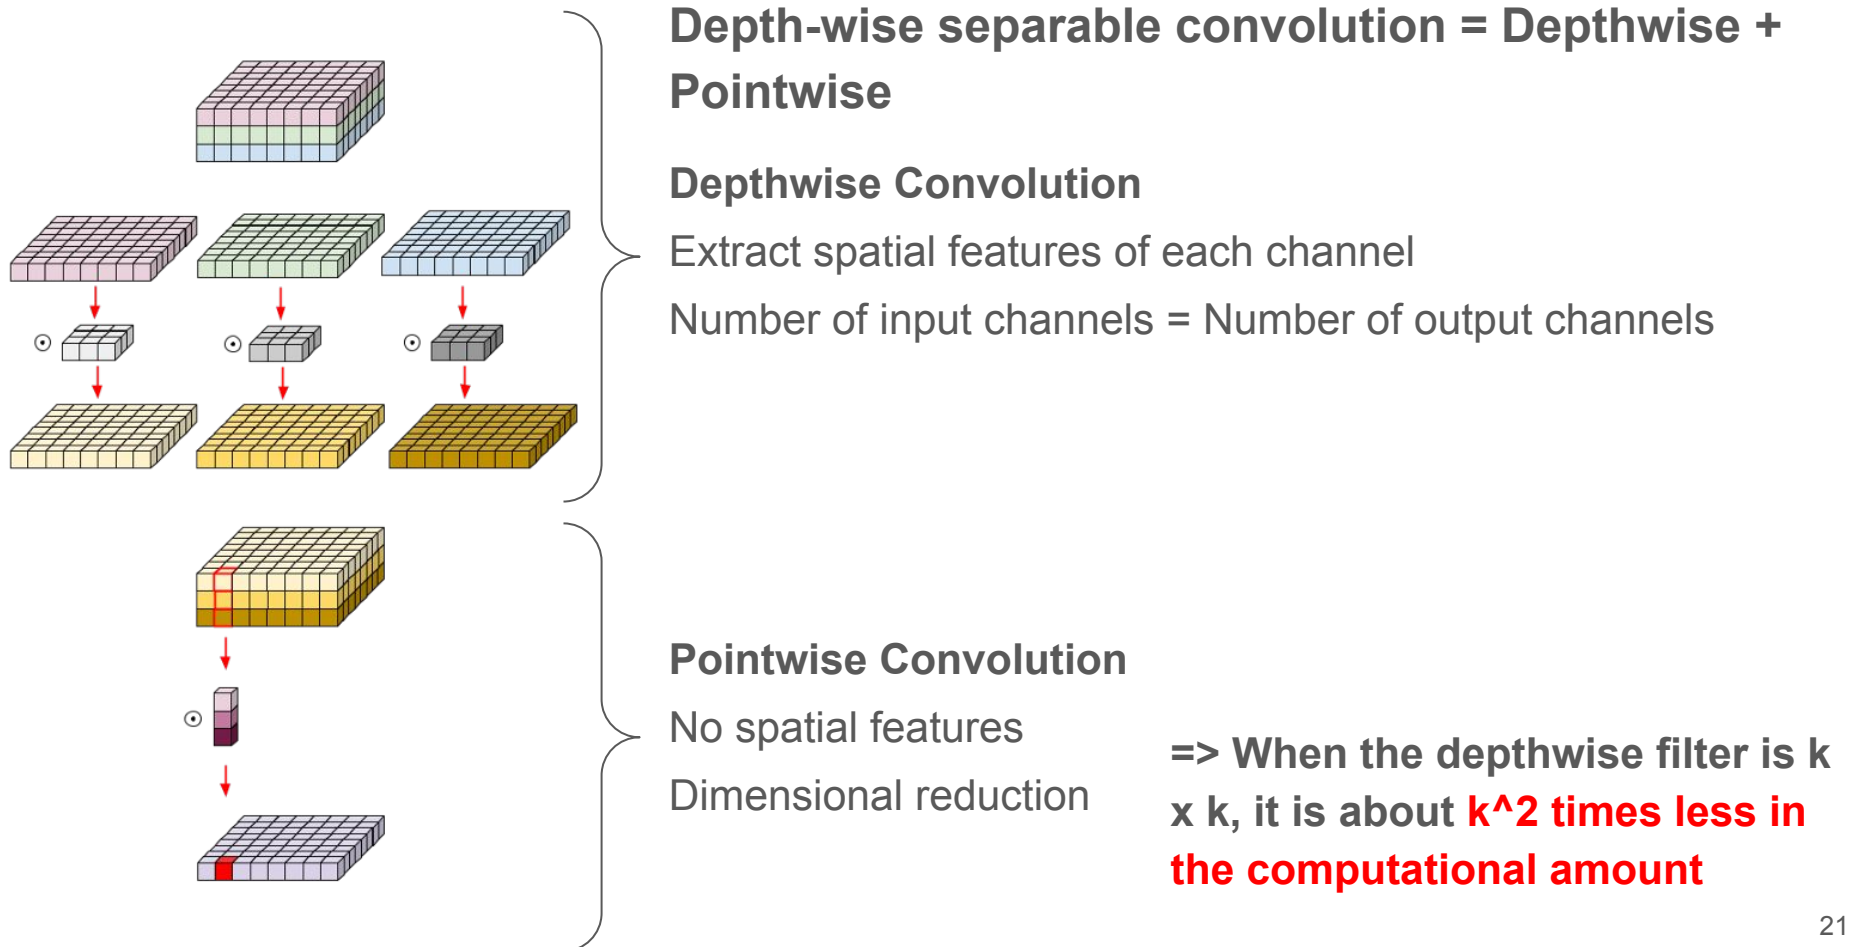 Depth-wise separable convolution = Depthwise +
Pointwise
Depthwise Convolution
Extract spatial features of each channel
Number of input channels = Number of output channels
Pointwise Convolution
No spatial features
Dimensional reduction
=> When the depthwise filter is k
x k, it is about k^2 times less in
the computational amount
21